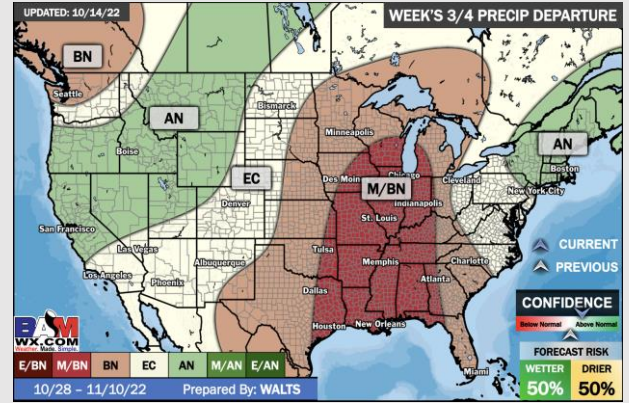 UPDATED: 10/14/22
WEEK'S 3/4 PRECIP DEPARTURE
BN
Seattle
AN
Bismarck
Minneapolis
AN
Boise
Boston
EC
Des Moin
Chicago
Cleveland
M/BN
New York City
Denver
Indianapolis
San Francisco
St. Louis
Las Vegas
CURRENT
Tulsa
PREVIOUS
Los Angeles
Albuquerque
Memphis
Charlotte
Phoenix
Atlanta
Dallas
CONFIDENCE
Below Normal
Above Normal
Houston
New Orleans
BAM
WX.COM
Weather. Made. Simple.
FORECAST RISK
Miami
WETTER
DRIER
50%
50%
E/BN M/BN BN EC AN M/AN E/AN
10/28 - 11/10/22 Prepared By: WALTS